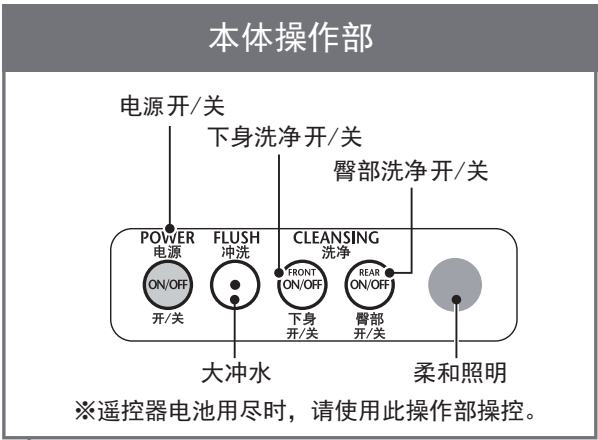 本体操作部
电源开/关
下身洗净开/关
臀部洗净开/关
POWER FLUSH CLEANSING
电源 冲洗 洗净
FRONT REAR
ON/OFF ON/OFF ON/OFF
开/关 下身 臀部
开/关 开/关
大冲水 柔和照明
※遥控器电池用尽时，请使用此操作部操控。